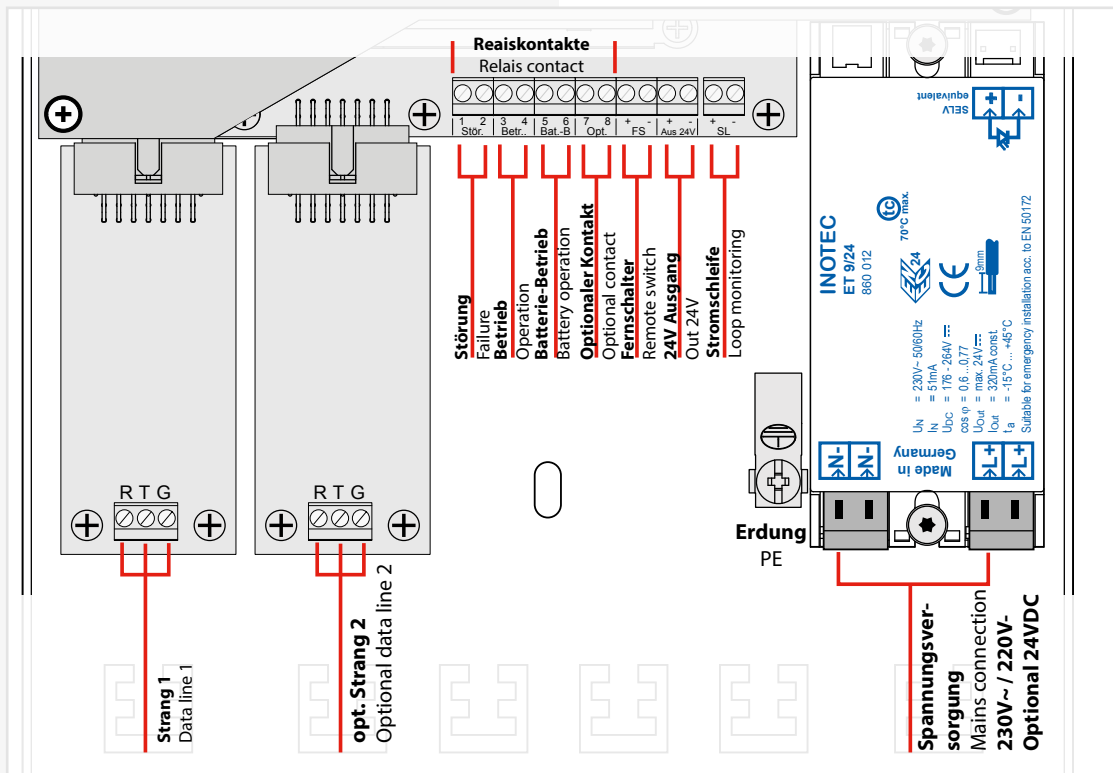 Reaiskontakte
Relais contact
1 2 3 4 5 6 7 8 + - + - + -
Stör. Betr.. Bat.-B Opt. FS Aus 24V SL
Störung
Failure
Betrieb
Operation
Batterie-Betrieb
Battery operation
Optionaler Kontakt
Optional contact
Fernschalter
Remote switch
24V Ausgang
Out 24V
Stromschleife
Loop monitoring
R T G
Strang 1
Data line 1
R T G
opt. Strang 2
Optional data line 2
Erdung
PE
SELV
equivalent
+ -
INOTEC
ET 9/24
860 012
tc
70°C max.
24
CE
9mm
UN = 230V~ 50/60Hz
IN = 51mA
UDC = 176 - 264V
cos φ = 0,6 ...0,77
UOut = max. 24V
IOut = 320mA const.
ta = -15°C ... +45°C
Suitable for emergency installation acc. to EN 50172
N-
N-
Made in
Germany
L+
L+
Spannungsver-
sorgung
Mains connection
230V~ / 220V-
Optional 24VDC